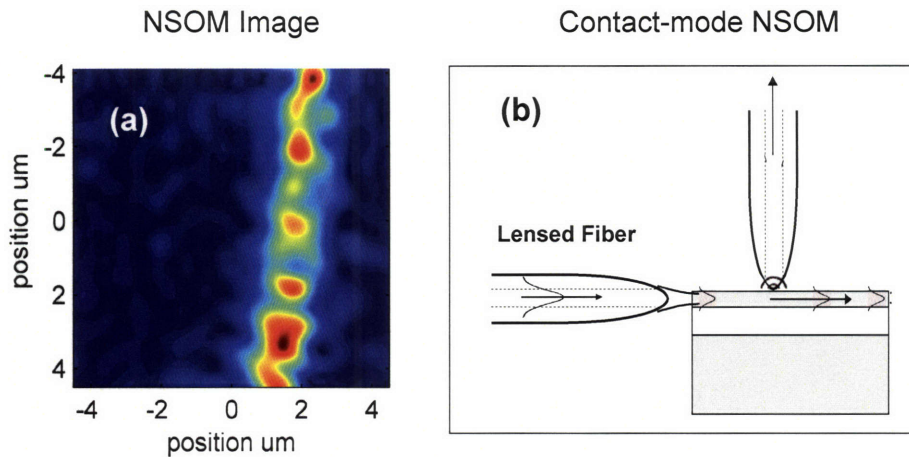 NSOM Image
Contact-mode NSOM
(a)
-4
-2
0
2
4
position um
-4
-2
0
2
4
position um
(b)
Lensed Fiber